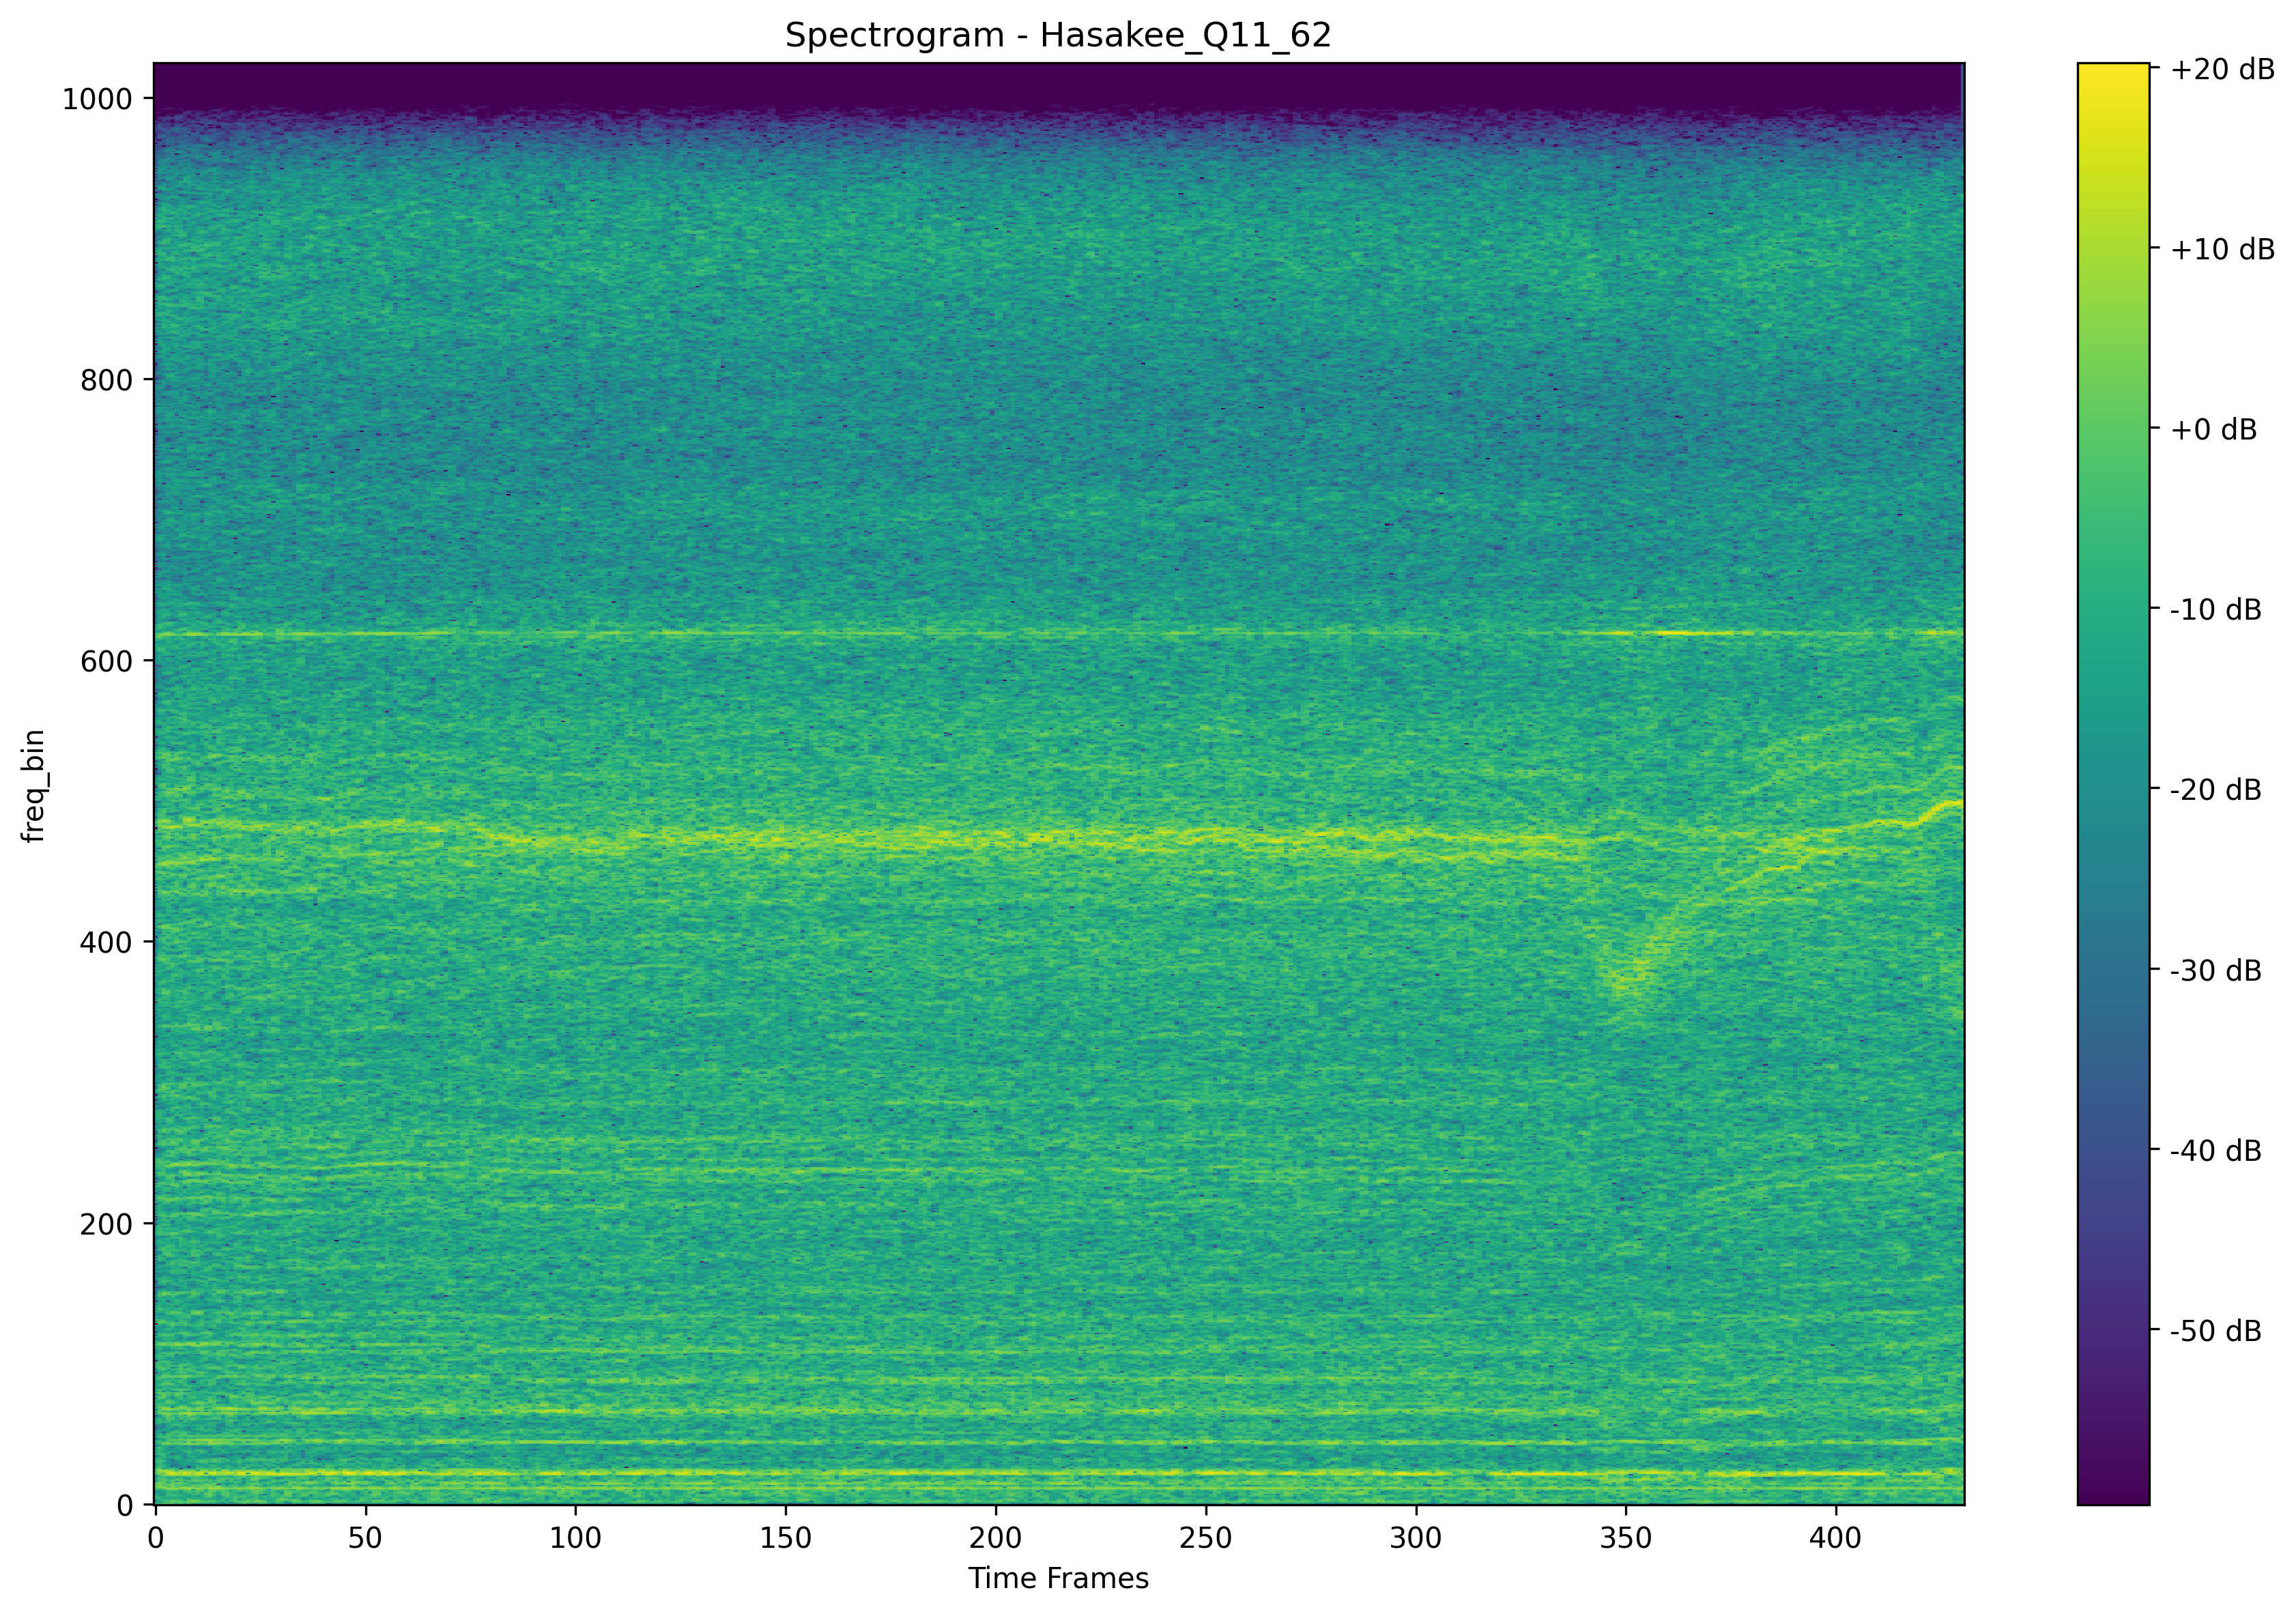 Spectrogram - Hasakee_Q11_62
1000
800
600
400
200
0
freq_bin
0 50 100 150 200 250 300 350 400
Time Frames
+20 dB
+10 dB
+0 dB
-10 dB
-20 dB
-30 dB
-40 dB
-50 dB